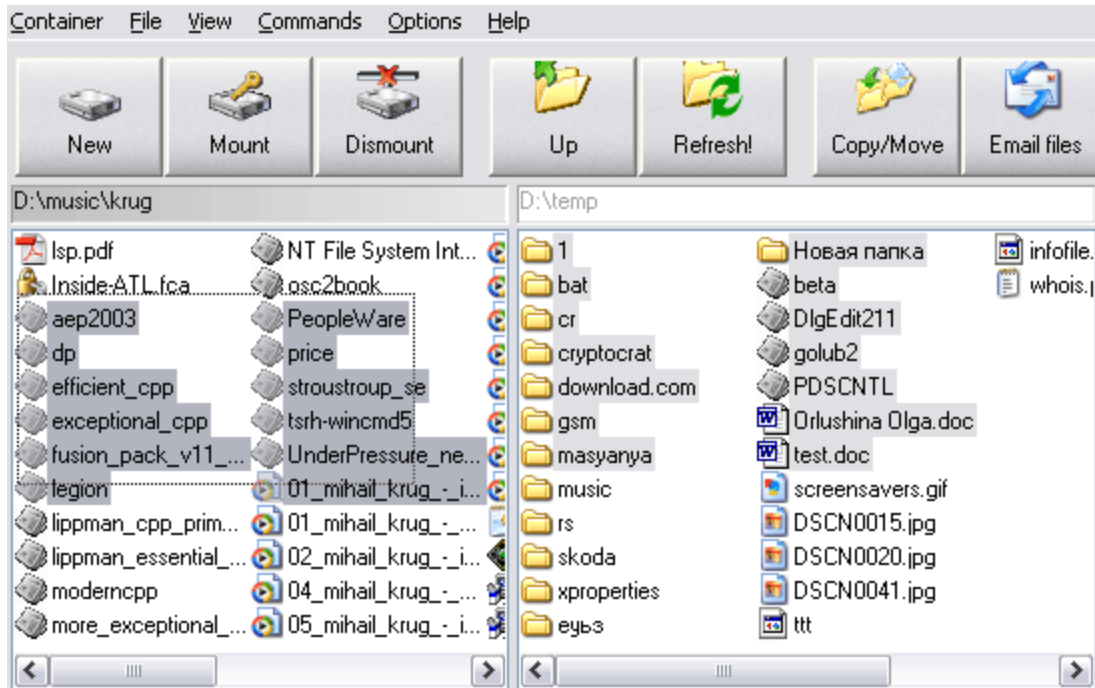 Container File View Commands Options Help
New Mount Dismount Up Refresh! Copy/Move Email files
D:\music\krug
lsp.pdf
Inside-ATL.fca
aep2003
dp
efficient_cpp
exceptional_cpp
fusion_pack_v11_...
legion
lippman_cpp_prim...
lippman_essential_...
moderncpp
more_exceptional_...
NT File System Int...
osc2book
PeopleWare
price
stroustroup_se
tsrh-wincmd5
UnderPressure_ne...
01_mihail_krug_-_i...
01_mihail_krug_-_...
02_mihail_krug_-_i...
04_mihail_krug_-_...
05_mihail_krug_-_i...
D:\temp
1
bat
cr
cryptocrat
download.com
gsm
masyanya
music
rs
skoda
xproperties
еуьз
Новая папка
beta
DlgEdit211
golub2
PDSCNTL
Orlushina Olga.doc
test.doc
screensavers.gif
DSCN0015.jpg
DSCN0020.jpg
DSCN0041.jpg
ttt
infofile.
whois.